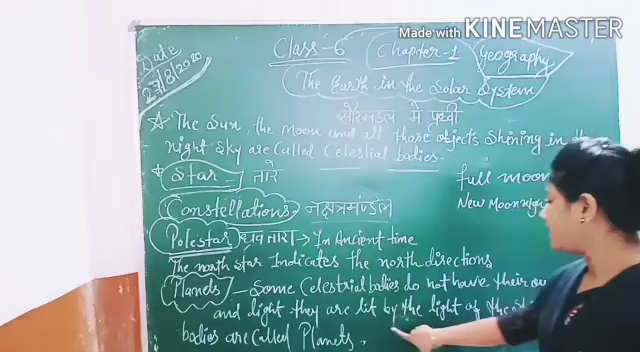 Made with KINEMASTER
Date
27/8/2020
Class-6 Chapter-1 Geography
The Earth in the Solar System
सौरमंडल में पृथ्वी
☆ The Sun, the Moon and all those objects Shining in the
night Sky are Called Celestial bodies.
* Star - तारे
full moon
Constellations नक्षत्रमंण्डल
New Moonnight
Polestar ध्रुव तारा → In Ancient time
The north Star Indicates the north directions
Planets - Some Celestial bodies do not have their
and light, they are lit by the light of the
bodies are Called Planets.